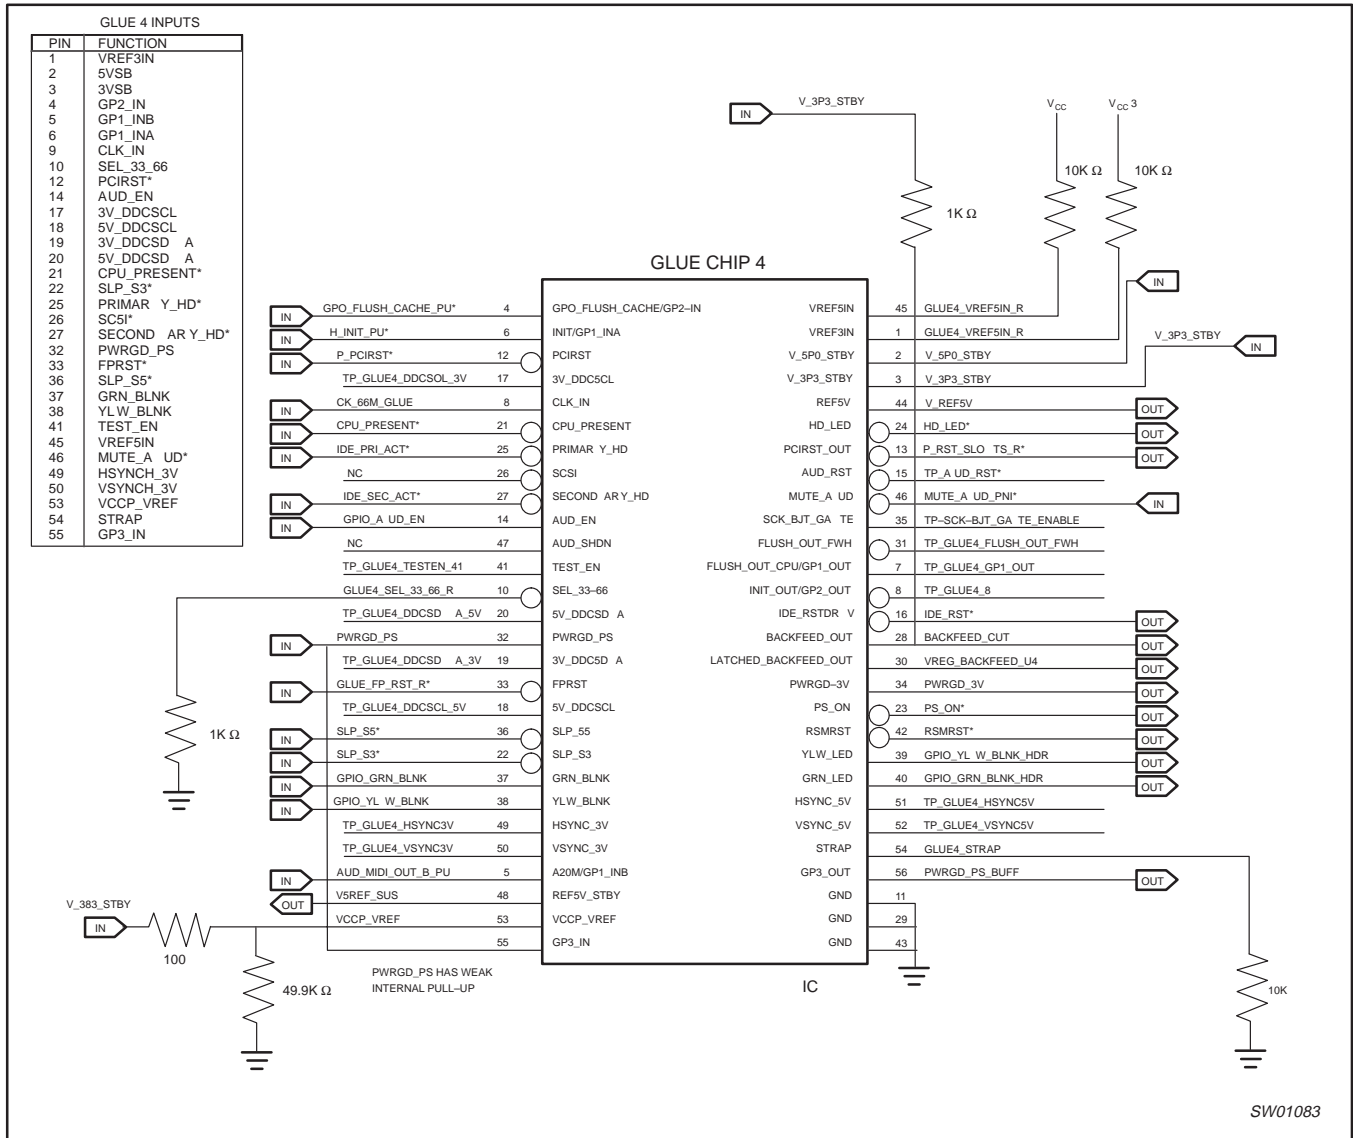 GLUE 4 INPUTS
PIN FUNCTION
1 VREF3IN
2 5VSB
3 3VSB
4 GP2_IN
5 GP1_INB
6 GP1_INA
9 CLK_IN
10 SEL_33_66
12 PCIRST*
14 AUD_EN
17 3V_DDCSCL
18 5V_DDCSCL
19 3V_DDCSD A
20 5V_DDCSD A
21 CPU_PRESENT*
22 SLP_S3*
25 PRIMAR Y_HD*
26 SC5I*
27 SECOND AR Y_HD*
32 PWRGD_PS
33 FPRST*
36 SLP_S5*
37 GRN_BLNK
38 YLW_BLNK
41 TEST_EN
45 VREF5IN
46 MUTE_A UD*
49 HSYNCH_3V
50 VSYNCH_3V
53 VCCP_VREF
54 STRAP
55 GP3_IN
IN V_3P3_STBY VCC VCC 3
10K Ω 10K Ω
1K Ω
GLUE CHIP 4
IN
IN GPO_FLUSH_CACHE_PU* 4 GPO_FLUSH_CACHE/GP2–IN VREF5IN 45 GLUE4_VREF5IN_R
IN H_INIT_PU* 6 INIT/GP1_INA VREF3IN 1 GLUE4_VREF5IN_R
V_3P3_STBY IN
IN P_PCIRST* 12 PCIRST V_5P0_STBY 2 V_5P0_STBY
TP_GLUE4_DDCSOL_3V 17 3V_DDC5CL V_3P3_STBY 3 V_3P3_STBY
IN CK_66M_GLUE 8 CLK_IN REF5V 44 V_REF5V OUT
IN CPU_PRESENT* 21 CPU_PRESENT HD_LED 24 HD_LED* OUT
IN IDE_PRI_ACT* 25 PRIMAR Y_HD PCIRST_OUT 13 P_RST_SLO TS_R* OUT
NC 26 SCSI AUD_RST 15 TP_A UD_RST*
IN IDE_SEC_ACT* 27 SECOND AR Y_HD MUTE_A UD 46 MUTE_A UD_PNI* IN
IN GPIO_A UD_EN 14 AUD_EN SCK_BJT_GA TE 35 TP–SCK–BJT_GA TE_ENABLE
NC 47 AUD_SHDN FLUSH_OUT_FWH 31 TP_GLUE4_FLUSH_OUT_FWH
TP_GLUE4_TESTEN_41 41 TEST_EN FLUSH_OUT_CPU/GP1_OUT 7 TP_GLUE4_GP1_OUT
GLUE4_SEL_33_66_R 10 SEL_33–66 INIT_OUT/GP2_OUT 8 TP_GLUE4_8
TP_GLUE4_DDCSD A_5V 20 5V_DDCSD A IDE_RSTDR V 16 IDE_RST* OUT
IN PWRGD_PS 32 PWRGD_PS BACKFEED_OUT 28 BACKFEED_CUT OUT
TP_GLUE4_DDCSD A_3V 19 3V_DDC5D A LATCHED_BACKFEED_OUT 30 VREG_BACKFEED_U4 OUT
IN GLUE_FP_RST_R* 33 FPRST PWRGD–3V 34 PWRGD_3V OUT
TP_GLUE4_DDCSCL_5V 18 5V_DDCSCL PS_ON 23 PS_ON* OUT
1K Ω
IN SLP_S5* 36 SLP_55 RSMRST 42 RSMRST* OUT
IN SLP_S3* 22 SLP_S3 YLW_LED 39 GPIO_YL W_BLNK_HDR OUT
IN GPIO_GRN_BLNK 37 GRN_BLNK GRN_LED 40 GPIO_GRN_BLNK_HDR OUT
IN GPIO_YL W_BLNK 38 YLW_BLNK HSYNC_5V 51 TP_GLUE4_HSYNC5V
TP_GLUE4_HSYNC3V 49 HSYNC_3V VSYNC_5V 52 TP_GLUE4_VSYNC5V
TP_GLUE4_VSYNC3V 50 VSYNC_3V STRAP 54 GLUE4_STRAP
IN AUD_MIDI_OUT_B_PU 5 A20M/GP1_INB GP3_OUT 56 PWRGD_PS_BUFF OUT
OUT V5REF_SUS 48 REF5V_STBY GND 11
V_383_STBY
IN VCCP_VREF 53 VCCP_VREF GND 29
55 GP3_IN GND 43
100
PWRGD_PS HAS WEAK
INTERNAL PULL–UP
49.9K Ω
IC
10K
SW01083